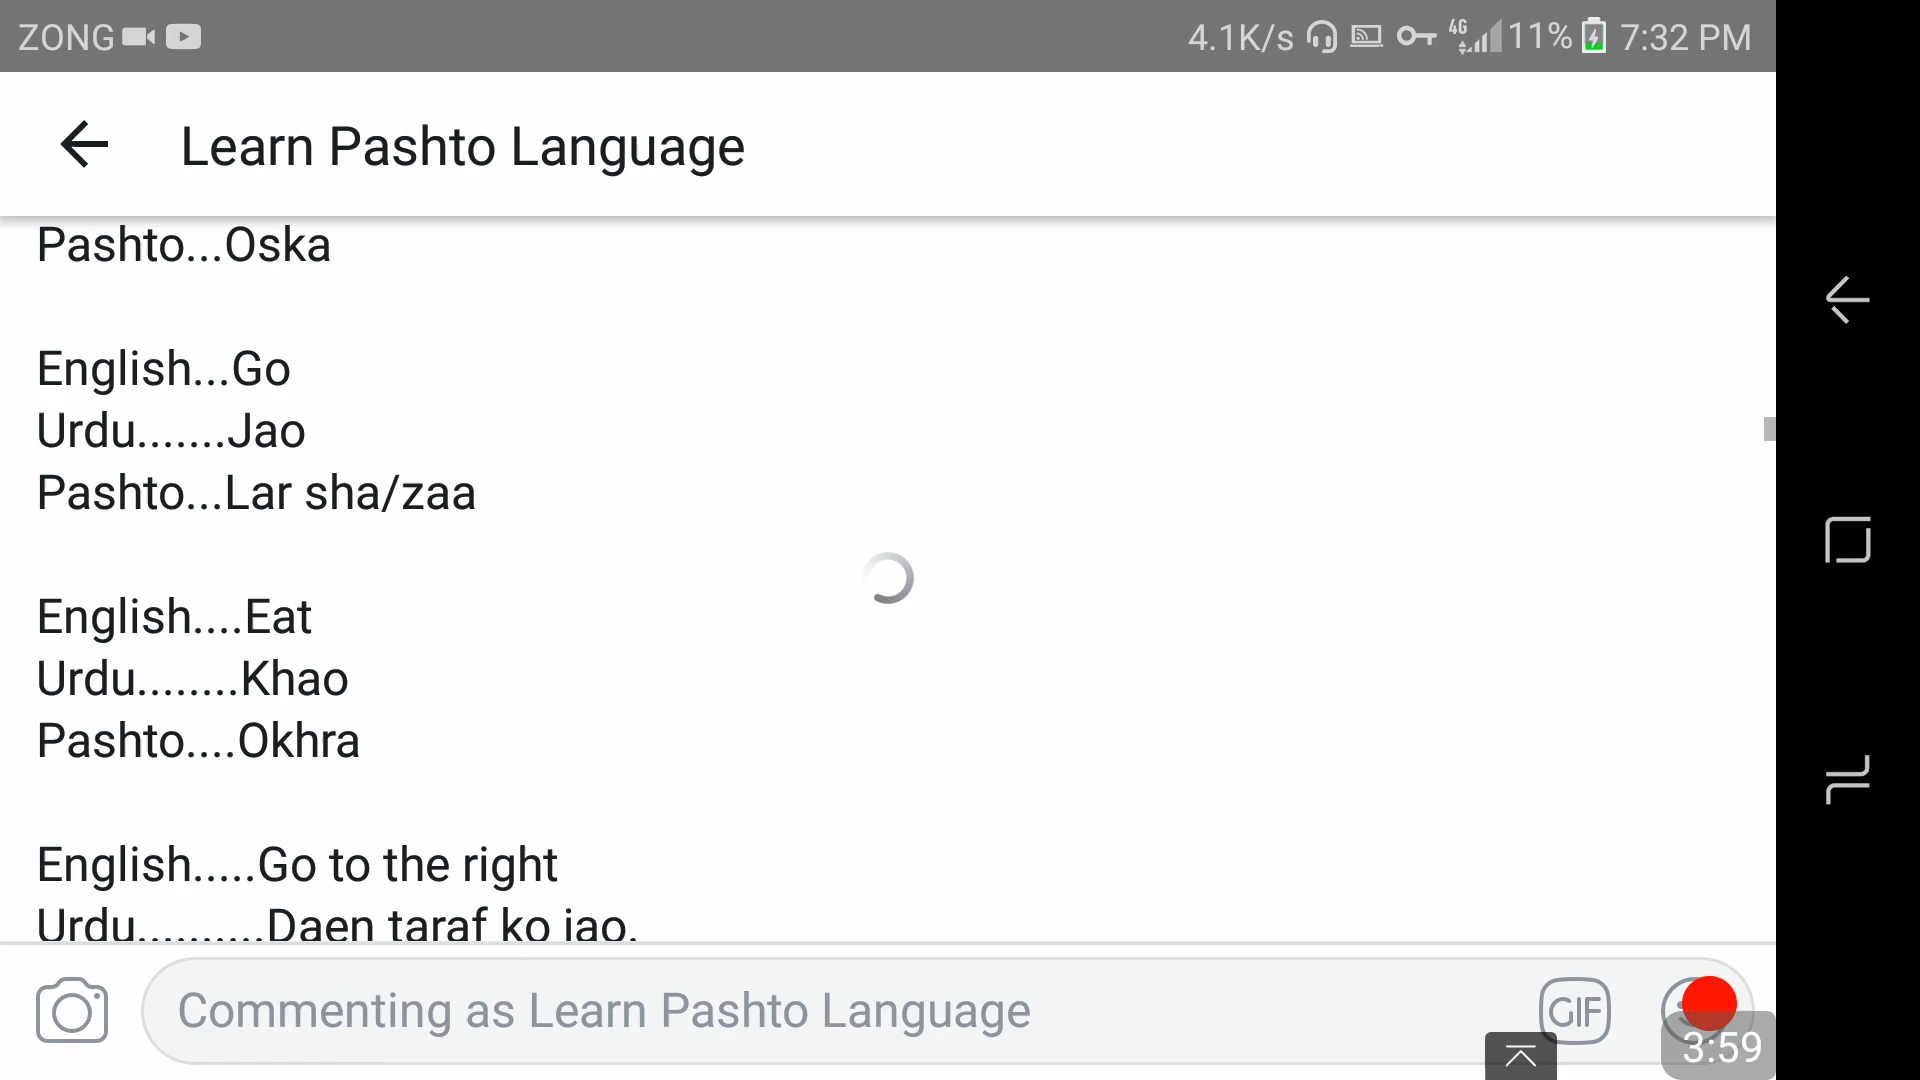 ZONG
4.1K/s 4G 11% 7:32 PM
Learn Pashto Language
Pashto...Oska
English...Go
Urdu.......Jao
Pashto...Lar sha/zaa
English....Eat
Urdu........Khao
Pashto....Okhra
English.....Go to the right
Urdu..........Daen taraf ko jao.
Commenting as Learn Pashto Language
GIF
3:59